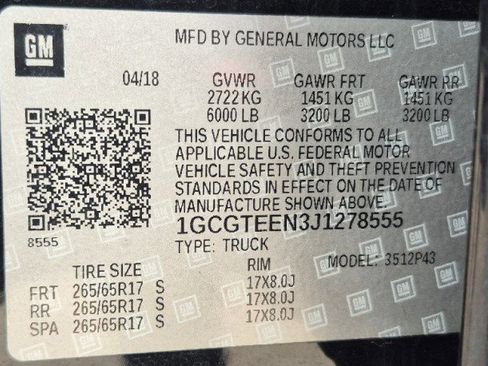 GM
MFD BY GENERAL MOTORS LLC
04/18 GVWR GAWR FRT GAWR RR
2722 KG 1451 KG 1451 KG
6000 LB 3200 LB 3200 LB
THIS VEHICLE CONFORMS TO ALL
APPLICABLE U.S. FEDERAL MOTOR
VEHICLE SAFETY AND THEFT PREVENTION
STANDARDS IN EFFECT ON THE DATE OF
MANUFACTURE SHOWN ABOVE.
1GCGTEEN3J1278555
8555
TYPE: TRUCK MODEL: 3512P43
TIRE SIZE RIM
FRT 265/65R17 S 17X8.0J
RR 265/65R17 S 17X8.0J
SPA 265/65R17 S 17X8.0J